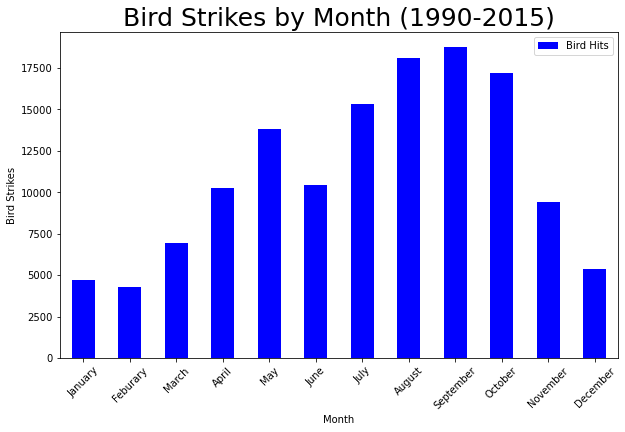 Bird Strikes by Month (1990-2015)
Bird Hits
17500
15000
12500
10000
7500
5000
2500
0
Bird Strikes
January
Feburary
March
April
May
June
July
August
September
October
November
December
Month